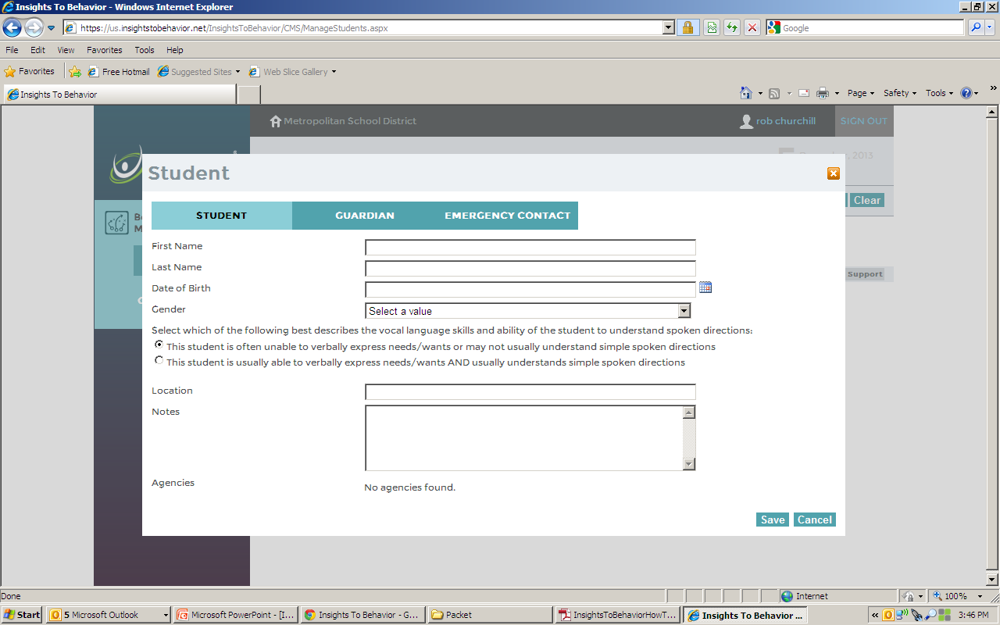 Insights To Behavior - Windows Internet Explorer
https://us.insightstobehavior.net/InsightsToBehavior/CMS/ManageStudents.aspx
Google
File Edit View Favorites Tools Help
Favorites Free Hotmail Suggested Sites Web Slice Gallery
Insights To Behavior
Page Safety Tools »
Metropolitan School District rob churchill SIGN OUT
, 2013
Student
Clear
STUDENT GUARDIAN EMERGENCY CONTACT
First Name
Last Name
Support
Date of Birth
Gender Select a value
Select which of the following best describes the vocal language skills and ability of the student to understand spoken directions:
This student is often unable to verbally express needs/wants or may not usually understand simple spoken directions
This student is usually able to verbally express needs/wants AND usually understands simple spoken directions
Location
Notes
Agencies No agencies found.
Save Cancel
Done Internet 100%
Start 5 Microsoft Outlook Microsoft PowerPoint - [I... Insights To Behavior - G... Packet InsightsToBehaviorHowT... Insights To Behavior ... « 3:46 PM